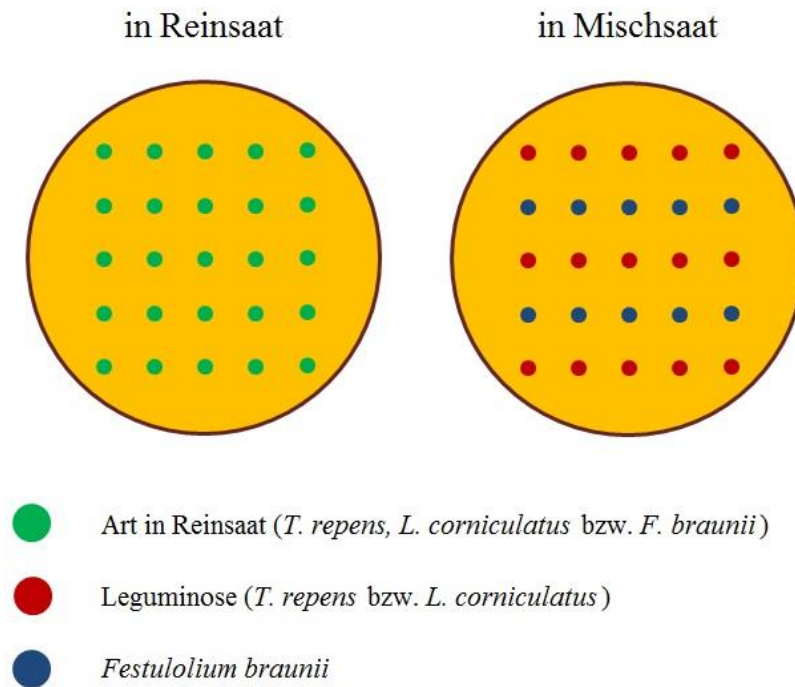 in Reinsaat
in Mischsaat
Art in Reinsaat (T. repens, L. corniculatus bzw. F. braunii)
Leguminose (T. repens bzw. L. corniculatus)
Festulolium braunii